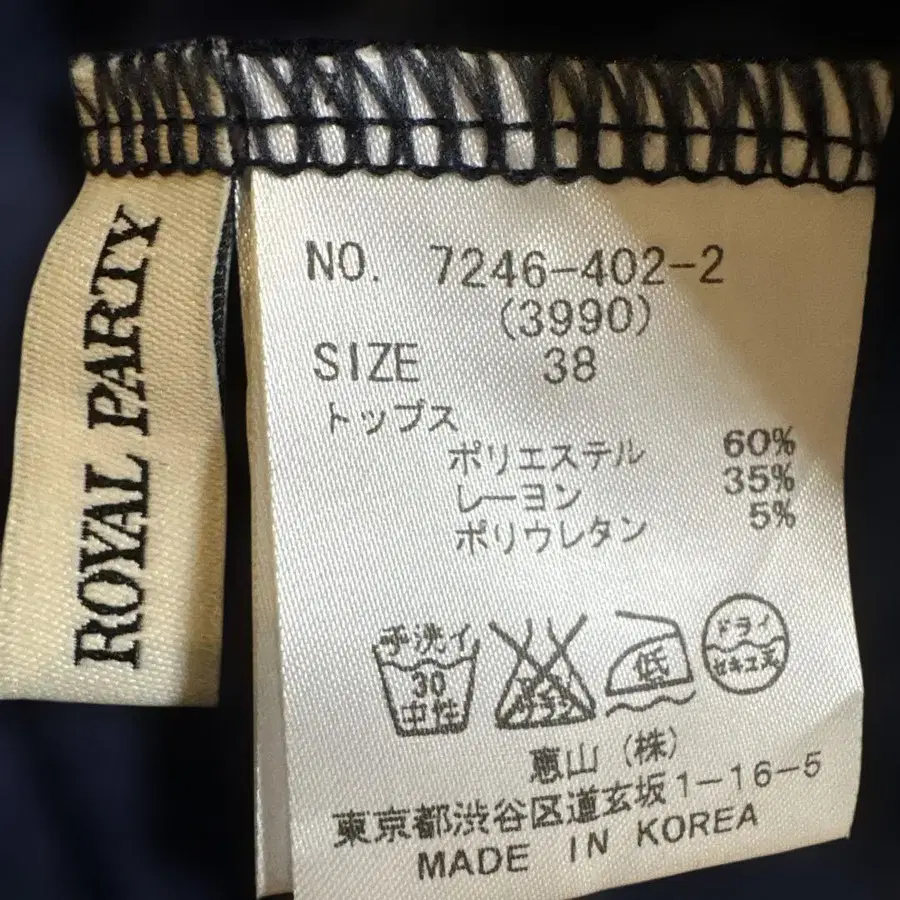 ROYAL PARTY
NO. 7246-402-2
(3990)
SIZE 38
トップス
ポリエステル 60%
レーヨン 35%
ポリウレタン 5%
手洗イ
30
中性
低
ドライ
セキユ系
恵山(株)
東京都渋谷区道玄坂1-16-5
MADE IN KOREA